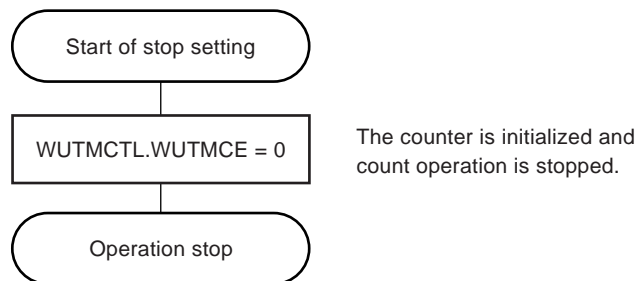 Start of stop setting
WUTMCTL.WUTMCE = 0
The counter is initialized and
count operation is stopped.
Operation stop